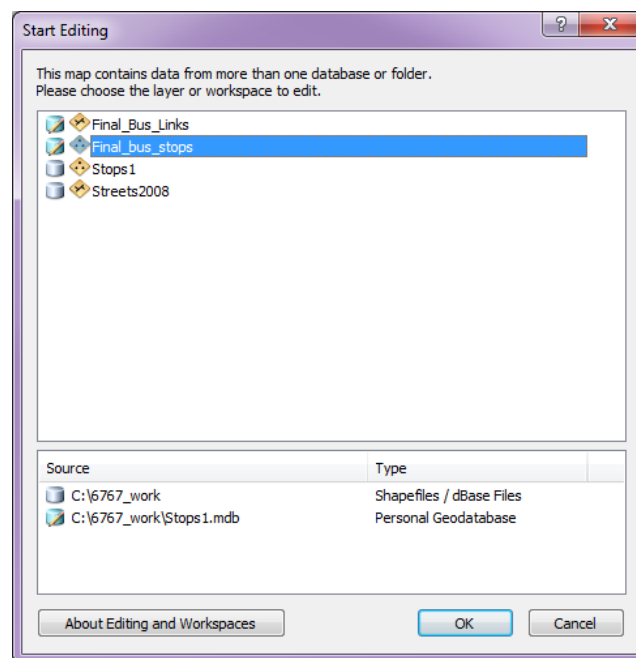 Start Editing
This map contains data from more than one database or folder.
Please choose the layer or workspace to edit.
Final_Bus_Links
Final_bus_stops
Stops1
Streets2008
Source Type
C:\6767_work Shapefiles / dBase Files
C:\6767_work\Stops1.mdb Personal Geodatabase
About Editing and Workspaces OK Cancel